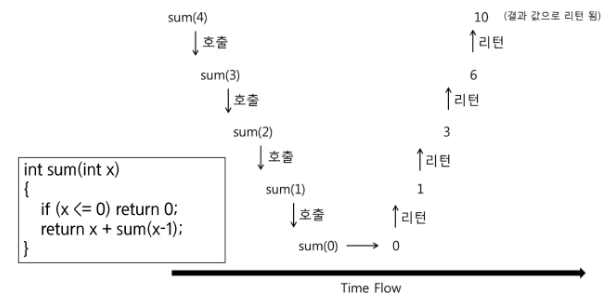 sum(4) 10 (결과 값으로 리턴 됨)
호출 리턴
sum(3) 6
호출 리턴
sum(2) 3
호출 리턴
sum(1) 1
호출 리턴
sum(0) 0
int sum(int x)
{
if (x <= 0) return 0;
return x + sum(x-1);
}
Time Flow